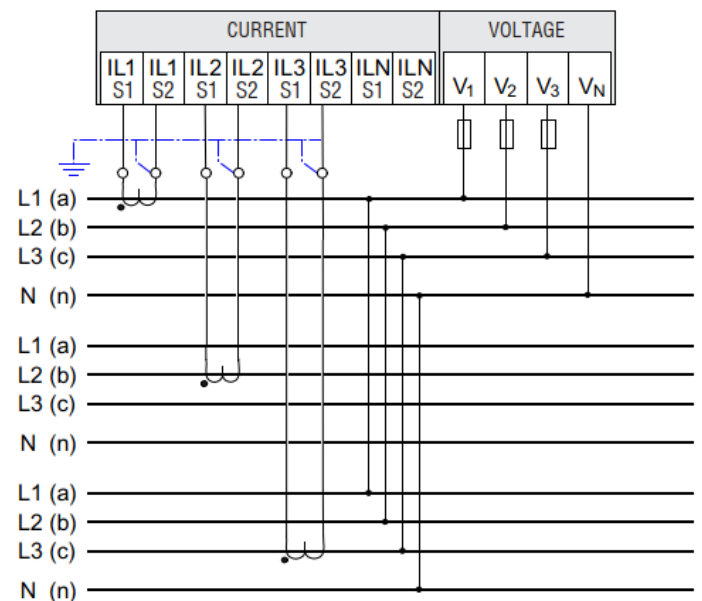 CURRENT VOLTAGE
IL1 IL1 IL2 IL2 IL3 IL3 ILN ILN
S1 S2 S1 S2 S1 S2 S1 S2 V1 V2 V3 VN
L1 (a)
L2 (b)
L3 (c)
N (n)
L1 (a)
L2 (b)
L3 (c)
N (n)
L1 (a)
L2 (b)
L3 (c)
N (n)